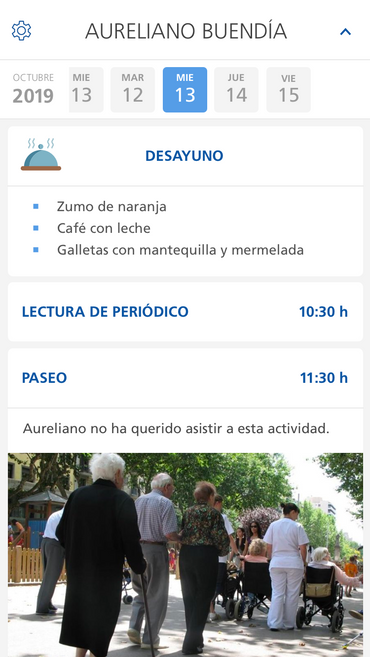 AURELIANO BUENDÍA
OCTUBRE
2019
MIE
13
MAR
12
MIE
13
JUE
14
VIE
15
DESAYUNO
Zumo de naranja
Café con leche
Galletas con mantequilla y mermelada
LECTURA DE PERIÓDICO 10:30 h
PASEO 11:30 h
Aureliano no ha querido asistir a esta actividad.